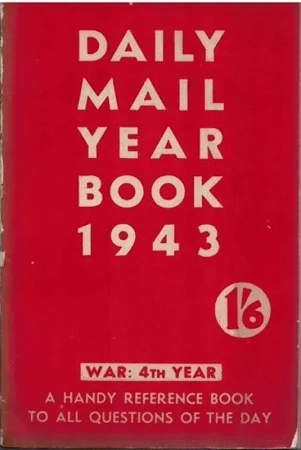 DAILY
MAIL
YEAR
BOOK
1943
1/6
WAR: 4TH YEAR
A HANDY REFERENCE BOOK
TO ALL QUESTIONS OF THE DAY